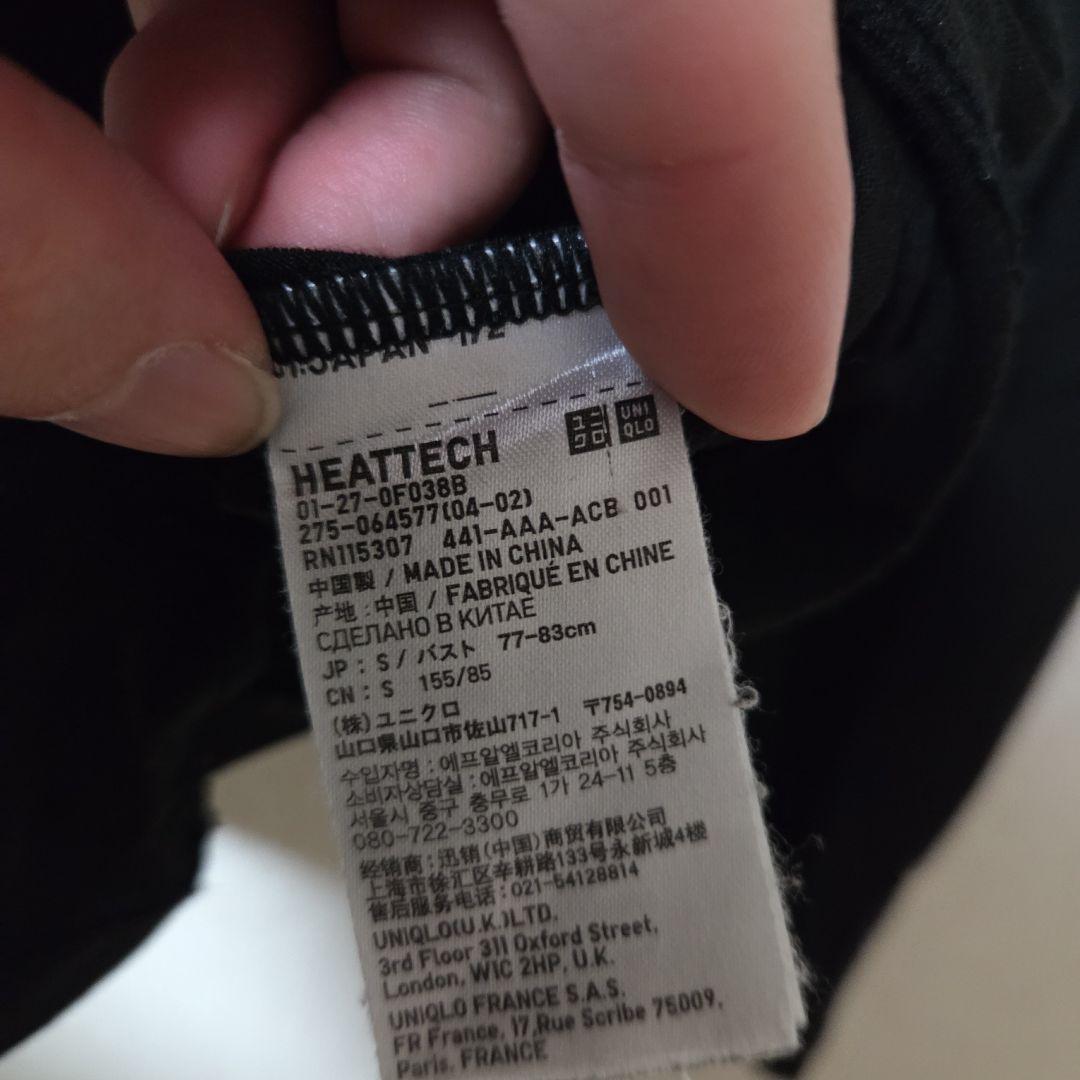 JAPAN 1/2
HEATTECH ユニクロ UNIQLO
01-27-0F038B
275-064577(04-02)
RN115307 441-AAA-ACB 001
中国製 / MADE IN CHINA
产地:中国 / FABRIQUÉ EN CHINE
СДЕЛАНО В КИТАЕ
JP : S / バスト 77-83cm
CN : S 155/85
(株)ユニクロ
山口県山口市佐山717-1 〒754-0894
수입자명 : 에프알엘코리아 주식회사
소비자상담실 : 에프알엘코리아 주식회사
서울시 중구 충무로 1가 24-11 5층
080-722-3300
经销商 : 迅销(中国)商贸有限公司
上海市徐汇区辛耕路133号永新城4楼
售后服务电话 : 021-54128814
UNIQLO(U.K.)LTD.
3rd Floor 311 Oxford Street,
London, W1C 2HP, U.K.
UNIQLO FRANCE S.A.S.
FR France, 17,Rue Scribe 75009,
Paris, FRANCE